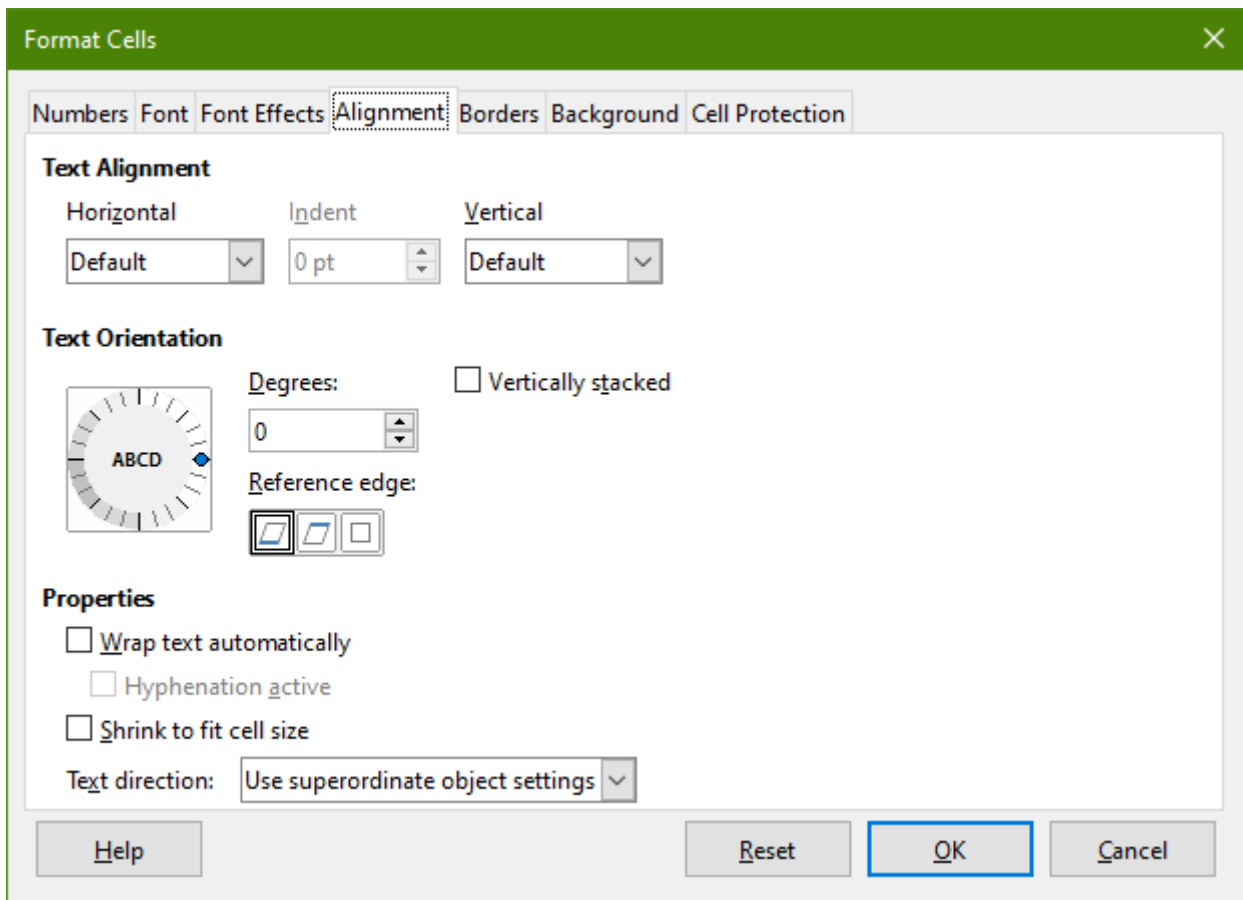 Format Cells
Numbers Font Font Effects Alignment Borders Background Cell Protection
Text Alignment
Horizontal Indent Vertical
Default 0 pt Default
Text Orientation
Degrees: Vertically stacked
0
ABCD
Reference edge:
Properties
Wrap text automatically
Hyphenation active
Shrink to fit cell size
Text direction: Use superordinate object settings
Help Reset OK Cancel